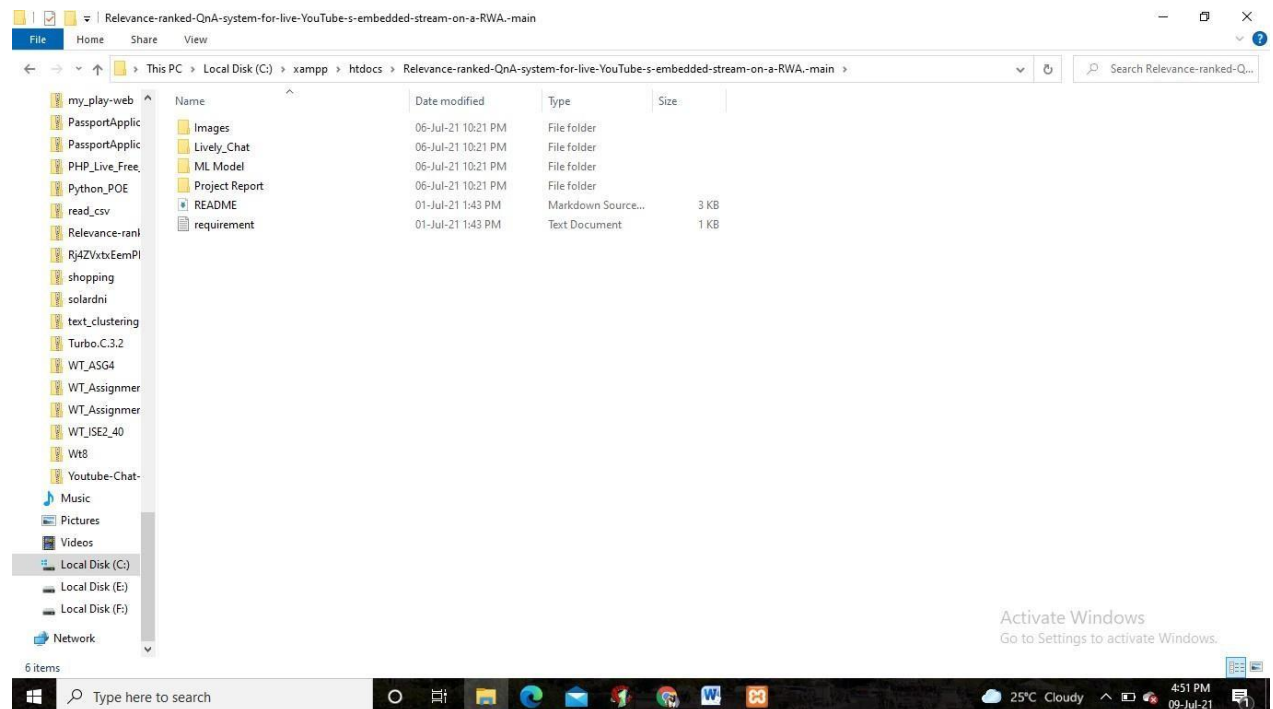 Relevance-ranked-QnA-system-for-live-YouTube-s-embedded-stream-on-a-RWA.-main
File Home Share View
This PC > Local Disk (C:) > xampp > htdocs > Relevance-ranked-QnA-system-for-live-YouTube-s-embedded-stream-on-a-RWA.-main >
Search Relevance-ranked-Q...
my_play-web
PassportApplic
PassportApplic
PHP_Live_Free_
Python_POE
read_csv
Relevance-rank
Rj4ZVxtxEemPl
shopping
solardni
text_clustering
Turbo.C.3.2
WT_ASG4
WT_Assignmer
WT_Assignmer
WT_ISE2_40
Wt8
Youtube-Chat-
Music
Pictures
Videos
Local Disk (C:)
Local Disk (E:)
Local Disk (F:)
Network
Name Date modified Type Size
Images 06-Jul-21 10:21 PM File folder
Lively_Chat 06-Jul-21 10:21 PM File folder
ML Model 06-Jul-21 10:21 PM File folder
Project Report 06-Jul-21 10:21 PM File folder
README 01-Jul-21 1:43 PM Markdown Source... 3 KB
requirement 01-Jul-21 1:43 PM Text Document 1 KB
Activate Windows
Go to Settings to activate Windows.
6 items
Type here to search
25°C Cloudy
4:51 PM
09-Jul-21